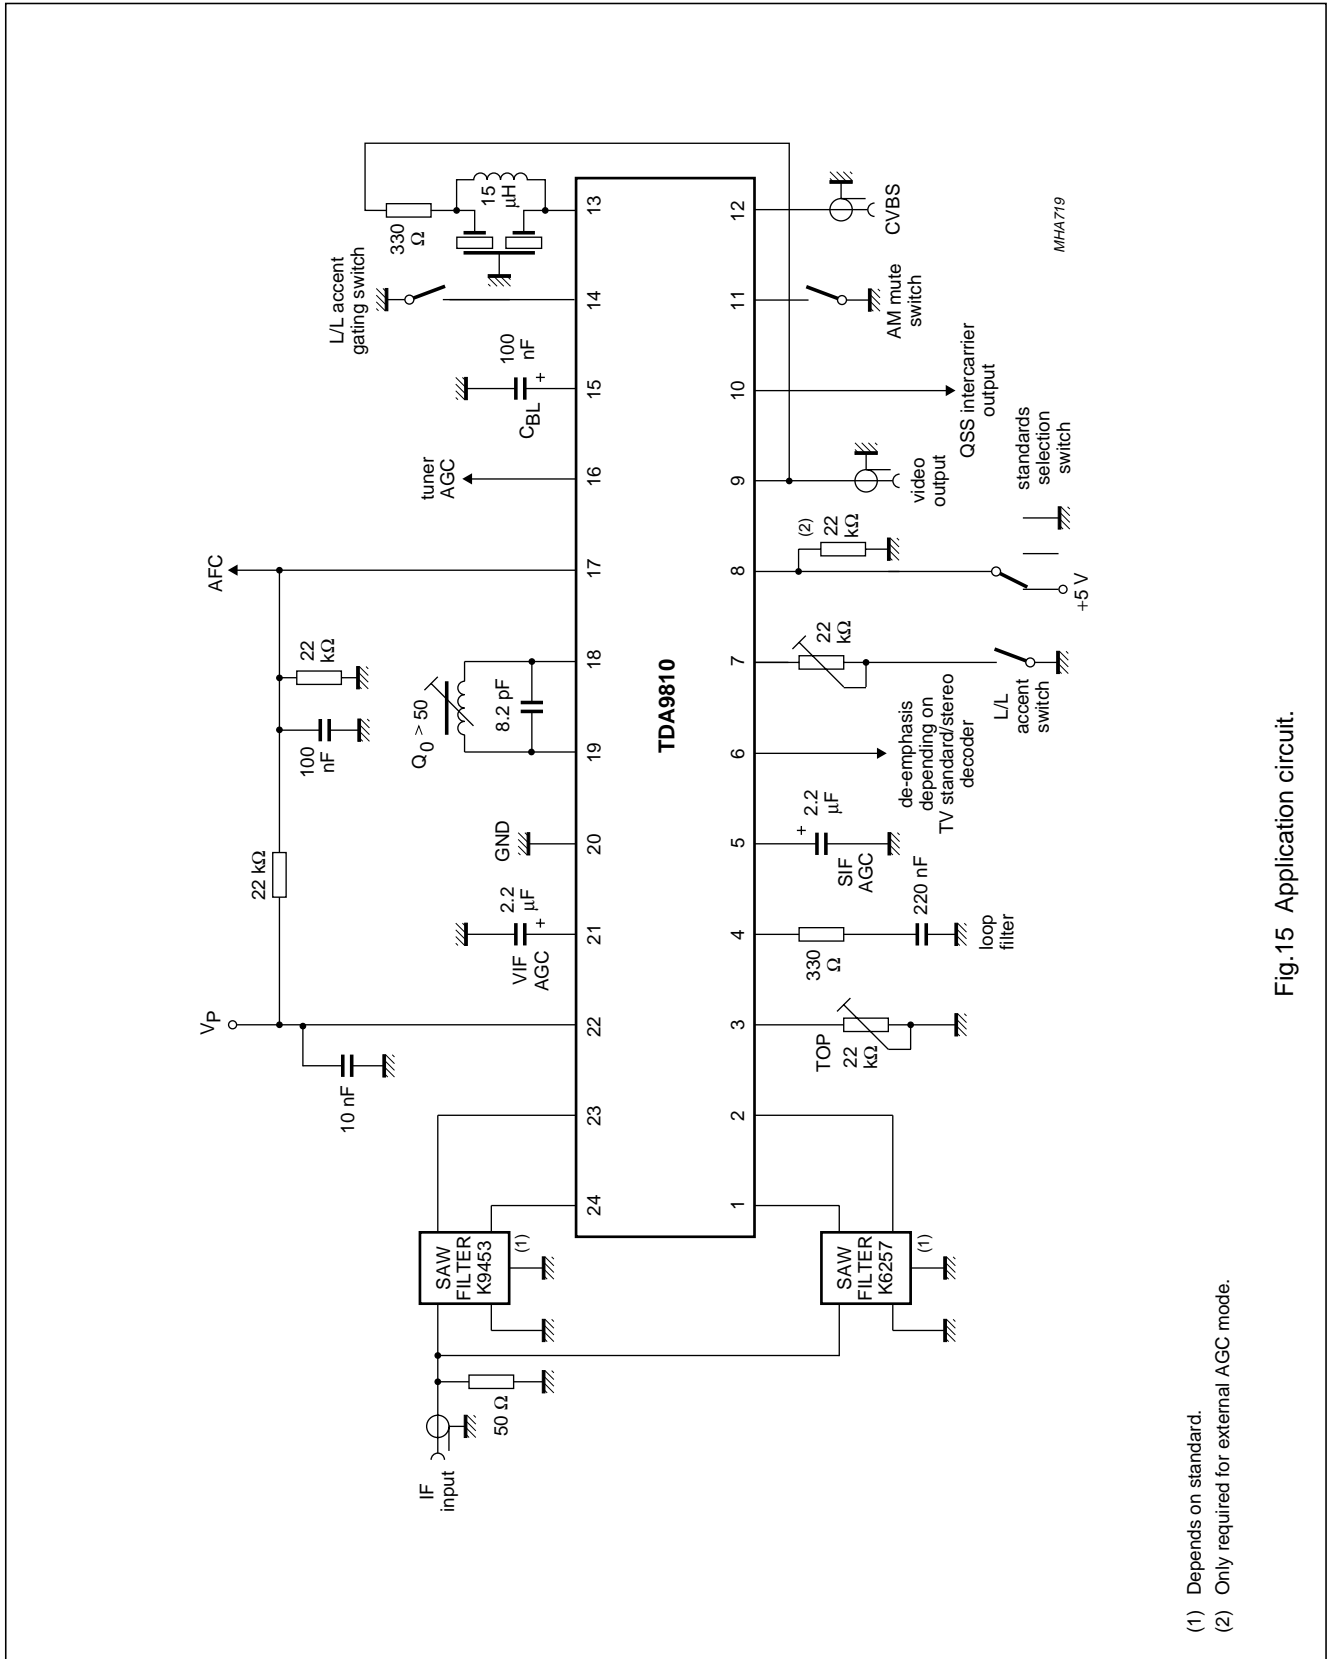 L/L accent
gating switch
330
Ω
15
μH
13
14
100
nF
+
CBL
15
tuner
AGC
16
AFC
17
22
kΩ
100
nF
Q0 > 50
8.2 pF
18
19
22 kΩ
GND
20
2.2
μF
+
VIF
AGC
21
VP
22
10 nF
23
24
SAW
FILTER
K9453
(1)
IF
input
50 Ω
TDA9810
12
CVBS
11
AM mute
switch
10
QSS intercarrier
output
9
video
output
8
(2)
22
kΩ
standards
selection
switch
+5 V
7
22
kΩ
L/L
accent
switch
6
de-emphasis
depending on
TV standard/stereo
decoder
5
+
2.2
μF
SIF
AGC
4
330
Ω
220 nF
loop
filter
3
TOP
22
kΩ
2
1
SAW
FILTER
K6257
(1)
MHA719
(1) Depends on standard.
(2) Only required for external AGC mode.
Fig.15 Application circuit.